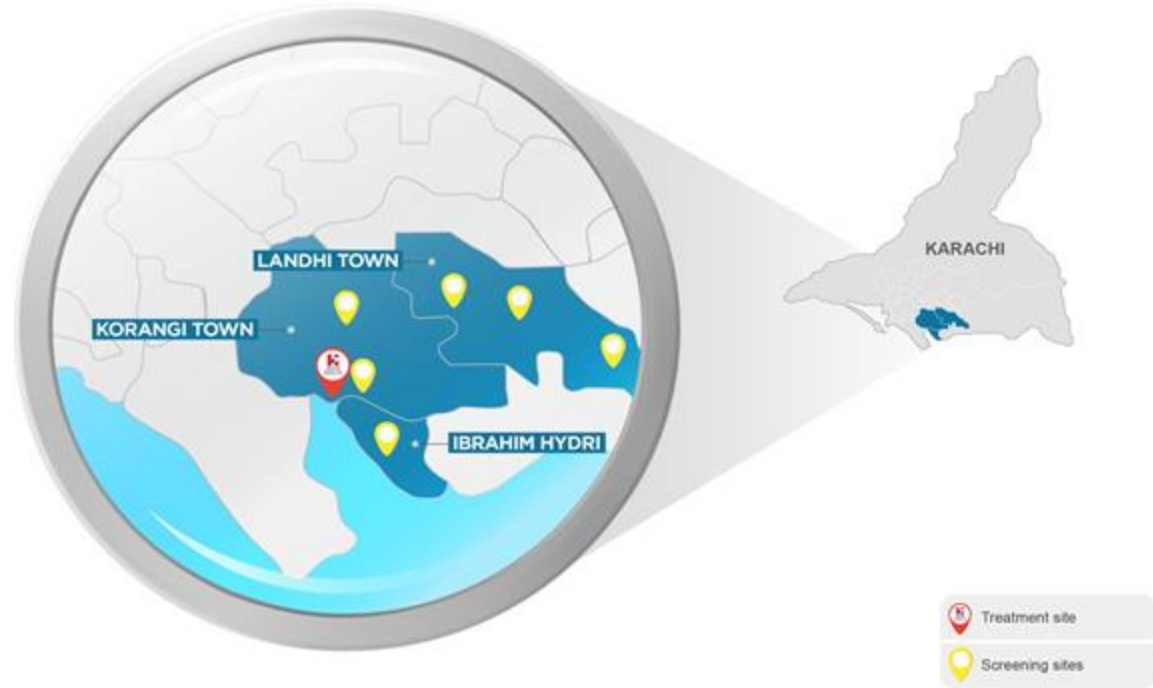 LANDHI TOWN
KARACHI
KORANGI TOWN
IBRAHIM HYDRI
Treatment site
Screening sites